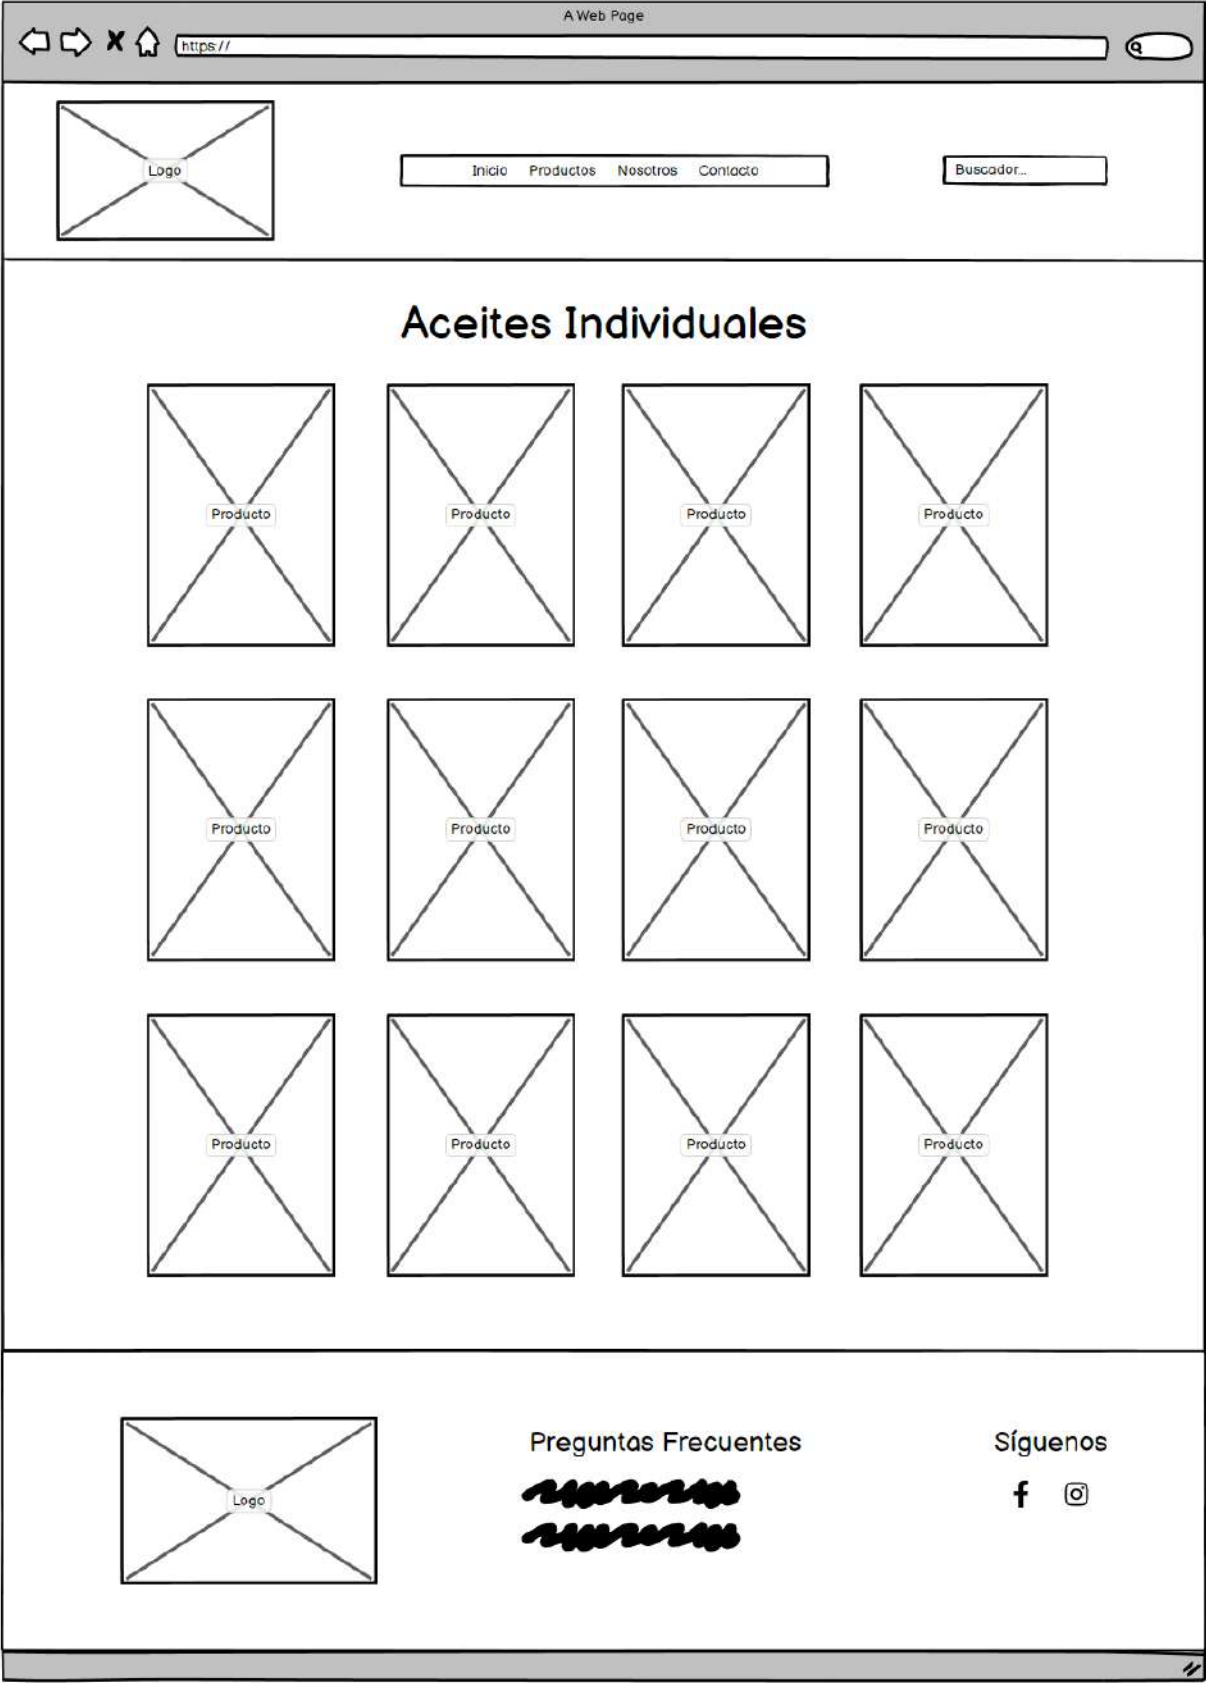 A Web Page
https://
Logo
Inicio Productos Nosotros Contacto
Buscador...
Aceites Individuales
Producto Producto Producto Producto
Producto Producto Producto Producto
Producto Producto Producto Producto
Preguntas Frecuentes
Síguenos
Logo